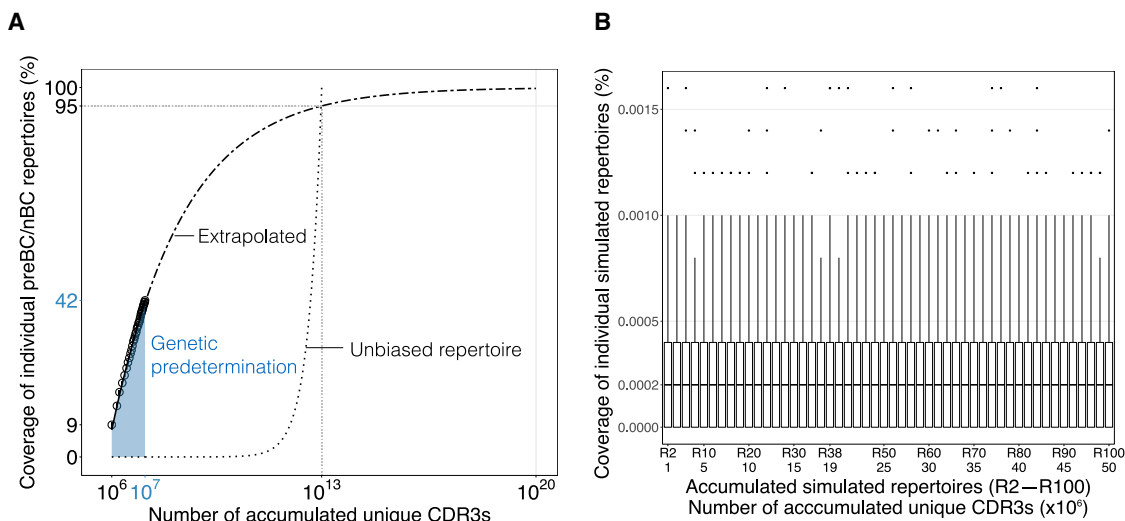 A
Coverage of individual preBC/nBC repertoires (%)
100
95
42
9
0
Extrapolated
Genetic
predetermination
Unbiased repertoire
10⁶
10⁷
10¹³
10²⁰
Number of accumulated unique CDR3s
B
Coverage of individual simulated repertoires (%)
0.0015
0.0010
0.0005
0.0002
0.0000
R2 R10 R20 R30 R38 R50 R60 R70 R80 R90 R100
1 5 10 15 19 25 30 35 40 45 50
Accumulated simulated repertoires (R2—R100)
Number of accumulated unique CDR3s (x10⁶)